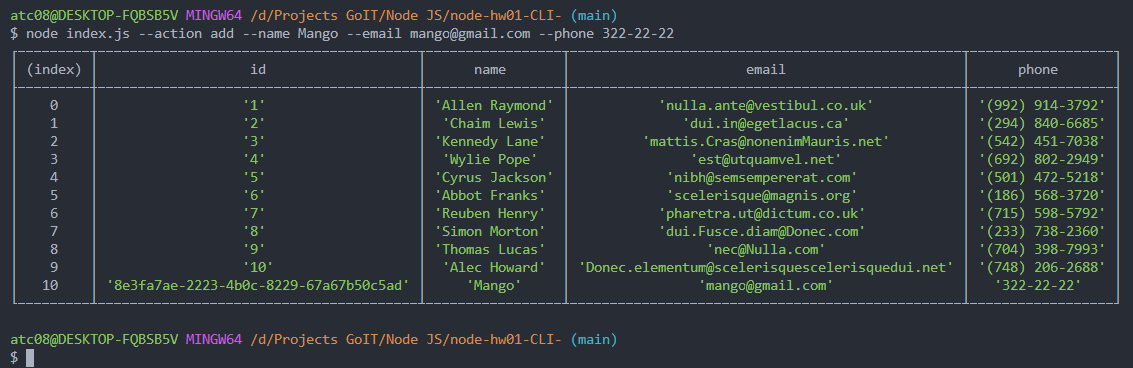 atc08@DESKTOP-FQBSB5V MINGW64 /d/Projects GoIT/Node JS/node-hw01-CLI- (main)
$ node index.js --action add --name Mango --email mango@gmail.com --phone 322-22-22
(index) id name email phone
0 '1' 'Allen Raymond' 'nulla.ante@vestibul.co.uk' '(992) 914-3792'
1 '2' 'Chaim Lewis' 'dui.in@egetlacus.ca' '(294) 840-6685'
2 '3' 'Kennedy Lane' 'mattis.Cras@nonenimMauris.net' '(542) 451-7038'
3 '4' 'Wylie Pope' 'est@utquamvel.net' '(692) 802-2949'
4 '5' 'Cyrus Jackson' 'nibh@semsempererat.com' '(501) 472-5218'
5 '6' 'Abbot Franks' 'scelerisque@magnis.org' '(186) 568-3720'
6 '7' 'Reuben Henry' 'pharetra.ut@dictum.co.uk' '(715) 598-5792'
7 '8' 'Simon Morton' 'dui.Fusce.diam@Donec.com' '(233) 738-2360'
8 '9' 'Thomas Lucas' 'nec@Nulla.com' '(704) 398-7993'
9 '10' 'Alec Howard' 'Donec.elementum@scelerisquescelerisquedui.net' '(748) 206-2688'
10 '8e3fa7ae-2223-4b0c-8229-67a67b50c5ad' 'Mango' 'mango@gmail.com' '322-22-22'
atc08@DESKTOP-FQBSB5V MINGW64 /d/Projects GoIT/Node JS/node-hw01-CLI- (main)
$